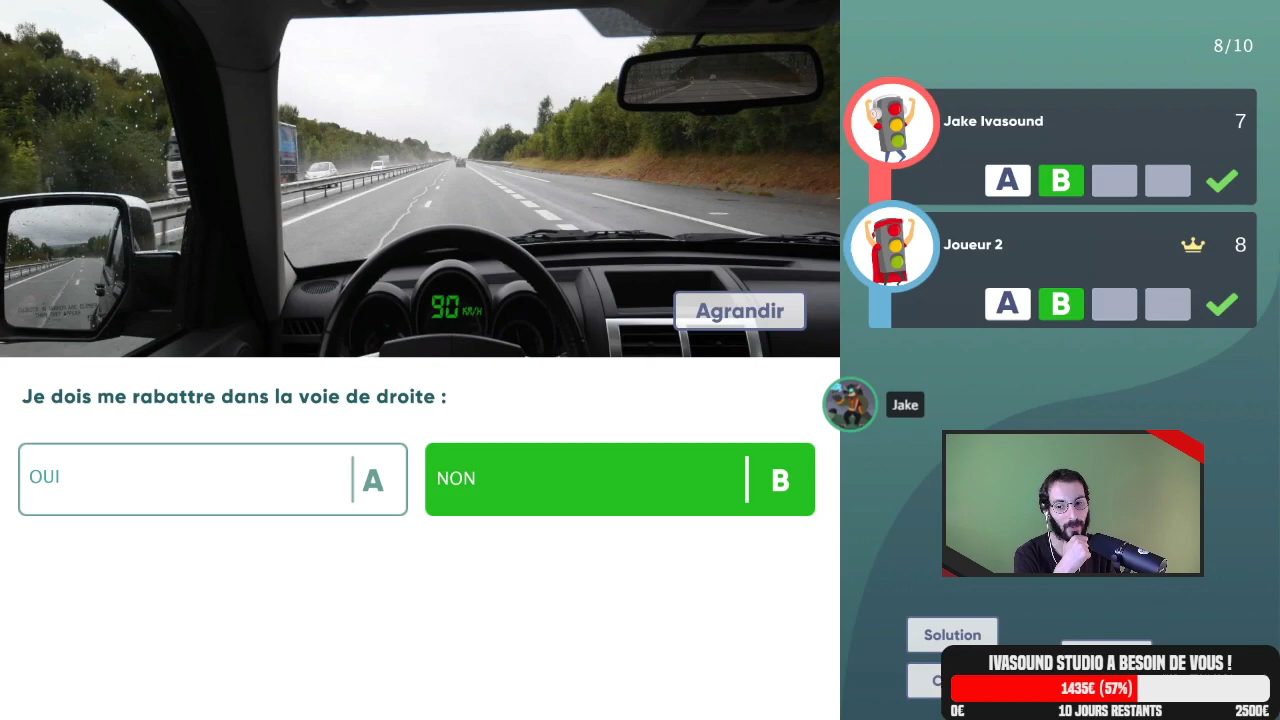 8/10
Jake Ivasound
7
A
B
Joueur 2
8
A
B
90 KM/H
Agrandir
Je dois me rabattre dans la voie de droite :
OUI
A
NON
B
Jake
Solution
IVASOUND STUDIO A BESOIN DE VOUS !
1435€ (57%)
0€
10 JOURS RESTANTS
2500€